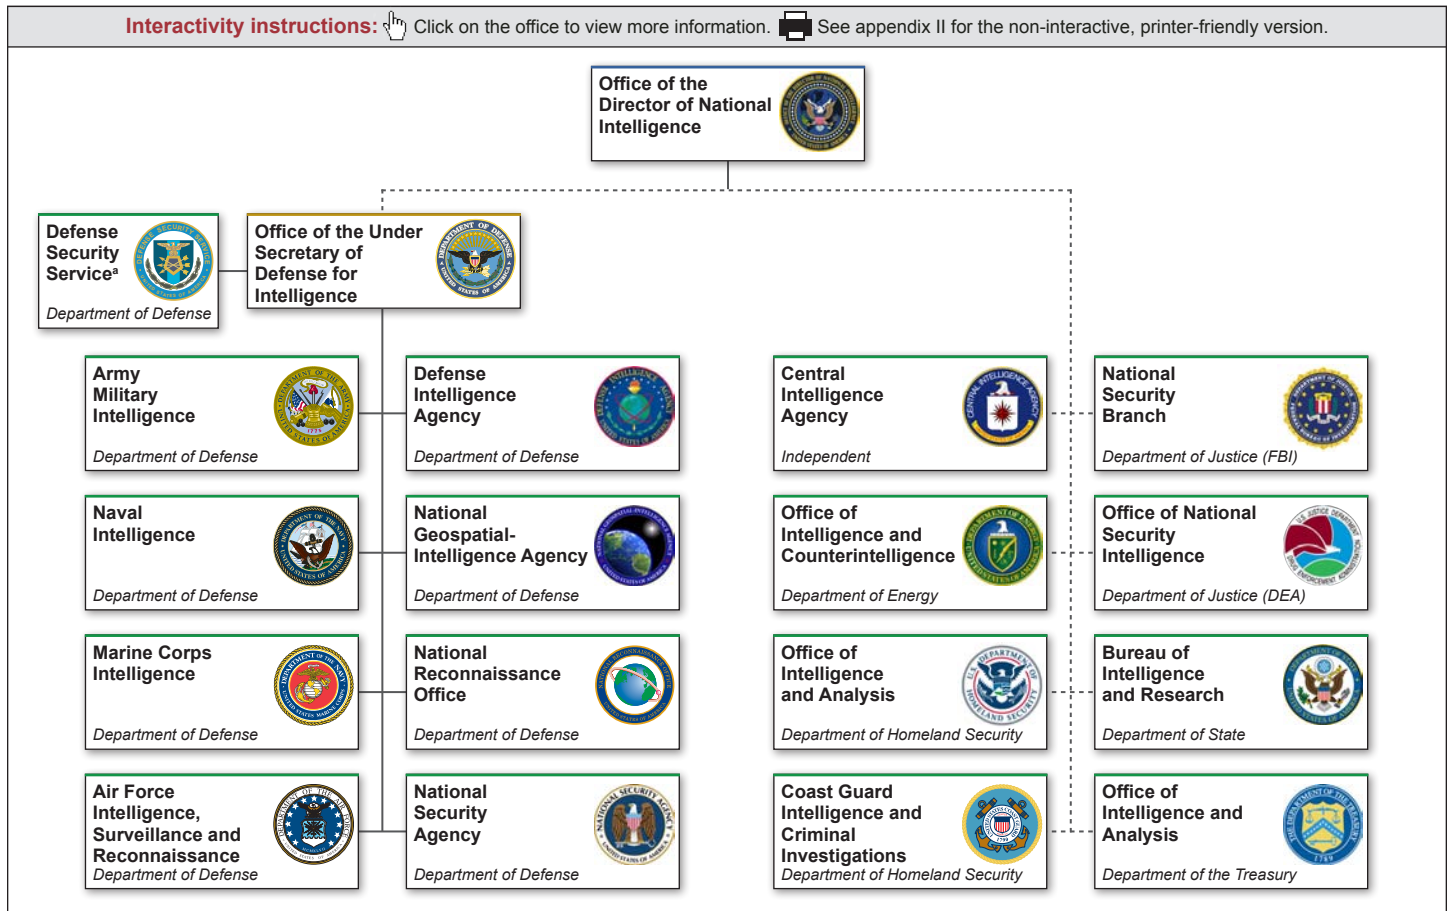 Interactivity instructions: Click on the office to view more information. See appendix II for the non-interactive, printer-friendly version.
Office of the
Director of National
Intelligence
Defense
Security
Serviceª
Department of Defense
Office of the Under
Secretary of
Defense for
Intelligence
Army
Military
Intelligence
Department of Defense
Defense
Intelligence
Agency
Department of Defense
Central
Intelligence
Agency
Independent
National
Security
Branch
Department of Justice (FBI)
Naval
Intelligence
Department of Defense
National
Geospatial-
Intelligence Agency
Department of Defense
Office of
Intelligence and
Counterintelligence
Department of Energy
Office of National
Security
Intelligence
Department of Justice (DEA)
Marine Corps
Intelligence
Department of Defense
National
Reconnaissance
Office
Department of Defense
Office of
Intelligence
and Analysis
Department of Homeland Security
Bureau of
Intelligence
and Research
Department of State
Air Force
Intelligence,
Surveillance and
Reconnaissance
Department of Defense
National
Security
Agency
Department of Defense
Coast Guard
Intelligence and
Criminal
Investigations
Department of Homeland Security
Office of
Intelligence and
Analysis
Department of the Treasury